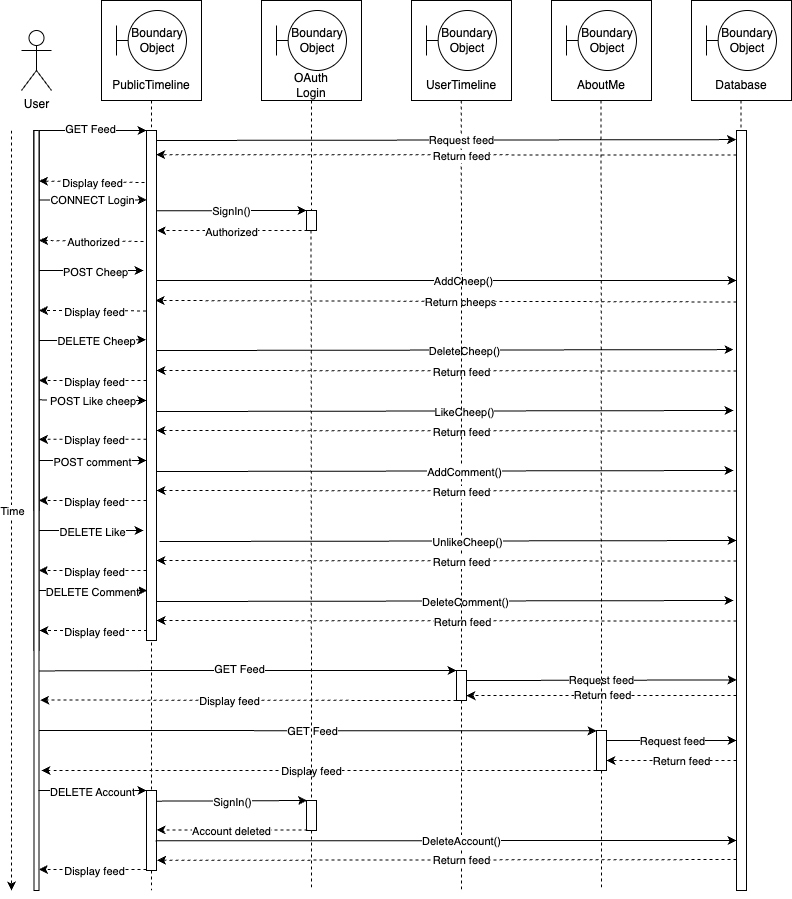 Boundary
Object
Boundary
Object
Boundary
Object
Boundary
Object
Boundary
Object
User
PublicTimeline
OAuth
Login
UserTimeline
AboutMe
Database
GET Feed
Request feed
Return feed
Display feed
CONNECT Login
SignIn()
Authorized
Authorized
POST Cheep
AddCheep()
Return cheeps
Display feed
DELETE Cheep
DeleteCheep()
Return feed
Display feed
POST Like cheep
LikeCheep()
Return feed
Display feed
POST comment
AddComment()
Return feed
Display feed
Time
DELETE Like
UnlikeCheep()
Return feed
Display feed
DELETE Comment
DeleteComment()
Return feed
Display feed
GET Feed
Request feed
Return feed
Display feed
GET Feed
Request feed
Return feed
Display feed
DELETE Account
SignIn()
Account deleted
DeleteAccount()
Return feed
Display feed